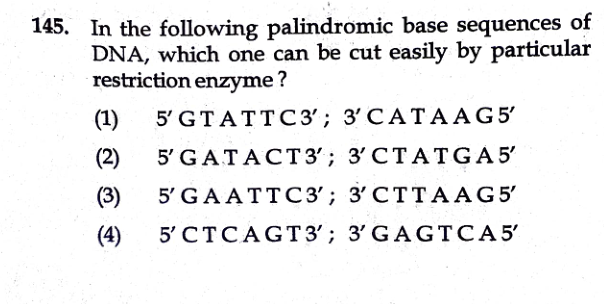 145. In the following palindromic base sequences of
DNA, which one can be cut easily by particular
restriction enzyme ?
(1) 5′ G T A T T C 3′ ; 3′ C A T A A G 5′
(2) 5′ G A T A C T 3′ ; 3′ C T A T G A 5′
(3) 5′ G A A T T C 3′ ; 3′ C T T A A G 5′
(4) 5′ C T C A G T 3′ ; 3′ G A G T C A 5′